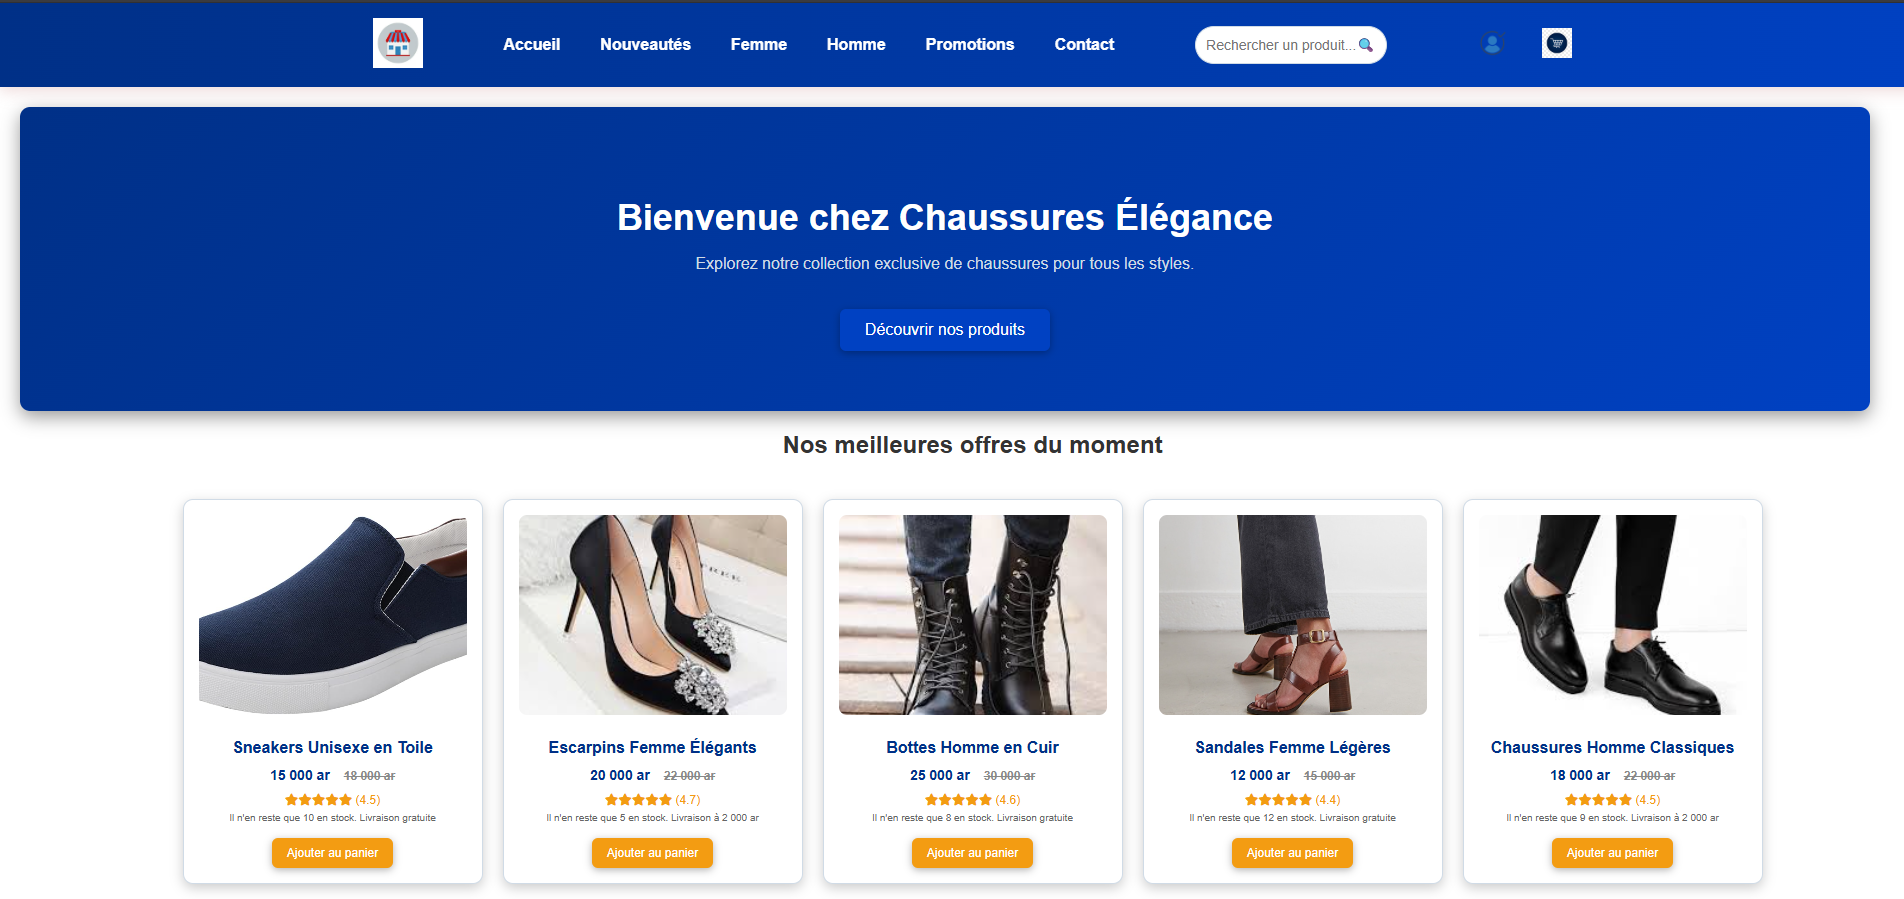 Accueil Nouveautés Femme Homme Promotions Contact Rechercher un produit...
Bienvenue chez Chaussures Élégance
Explorez notre collection exclusive de chaussures pour tous les styles.
Découvrir nos produits
Nos meilleures offres du moment
Sneakers Unisexe en Toile
15 000 ar 18 000 ar
(4.5)
Il n'en reste que 10 en stock. Livraison gratuite
Ajouter au panier
Escarpins Femme Élégants
20 000 ar 22 000 ar
(4.7)
Il n'en reste que 5 en stock. Livraison à 2 000 ar
Ajouter au panier
Bottes Homme en Cuir
25 000 ar 30 000 ar
(4.6)
Il n'en reste que 8 en stock. Livraison gratuite
Ajouter au panier
Sandales Femme Légères
12 000 ar 15 000 ar
(4.4)
Il n'en reste que 12 en stock. Livraison gratuite
Ajouter au panier
Chaussures Homme Classiques
18 000 ar 22 000 ar
(4.5)
Il n'en reste que 9 en stock. Livraison à 2 000 ar
Ajouter au panier